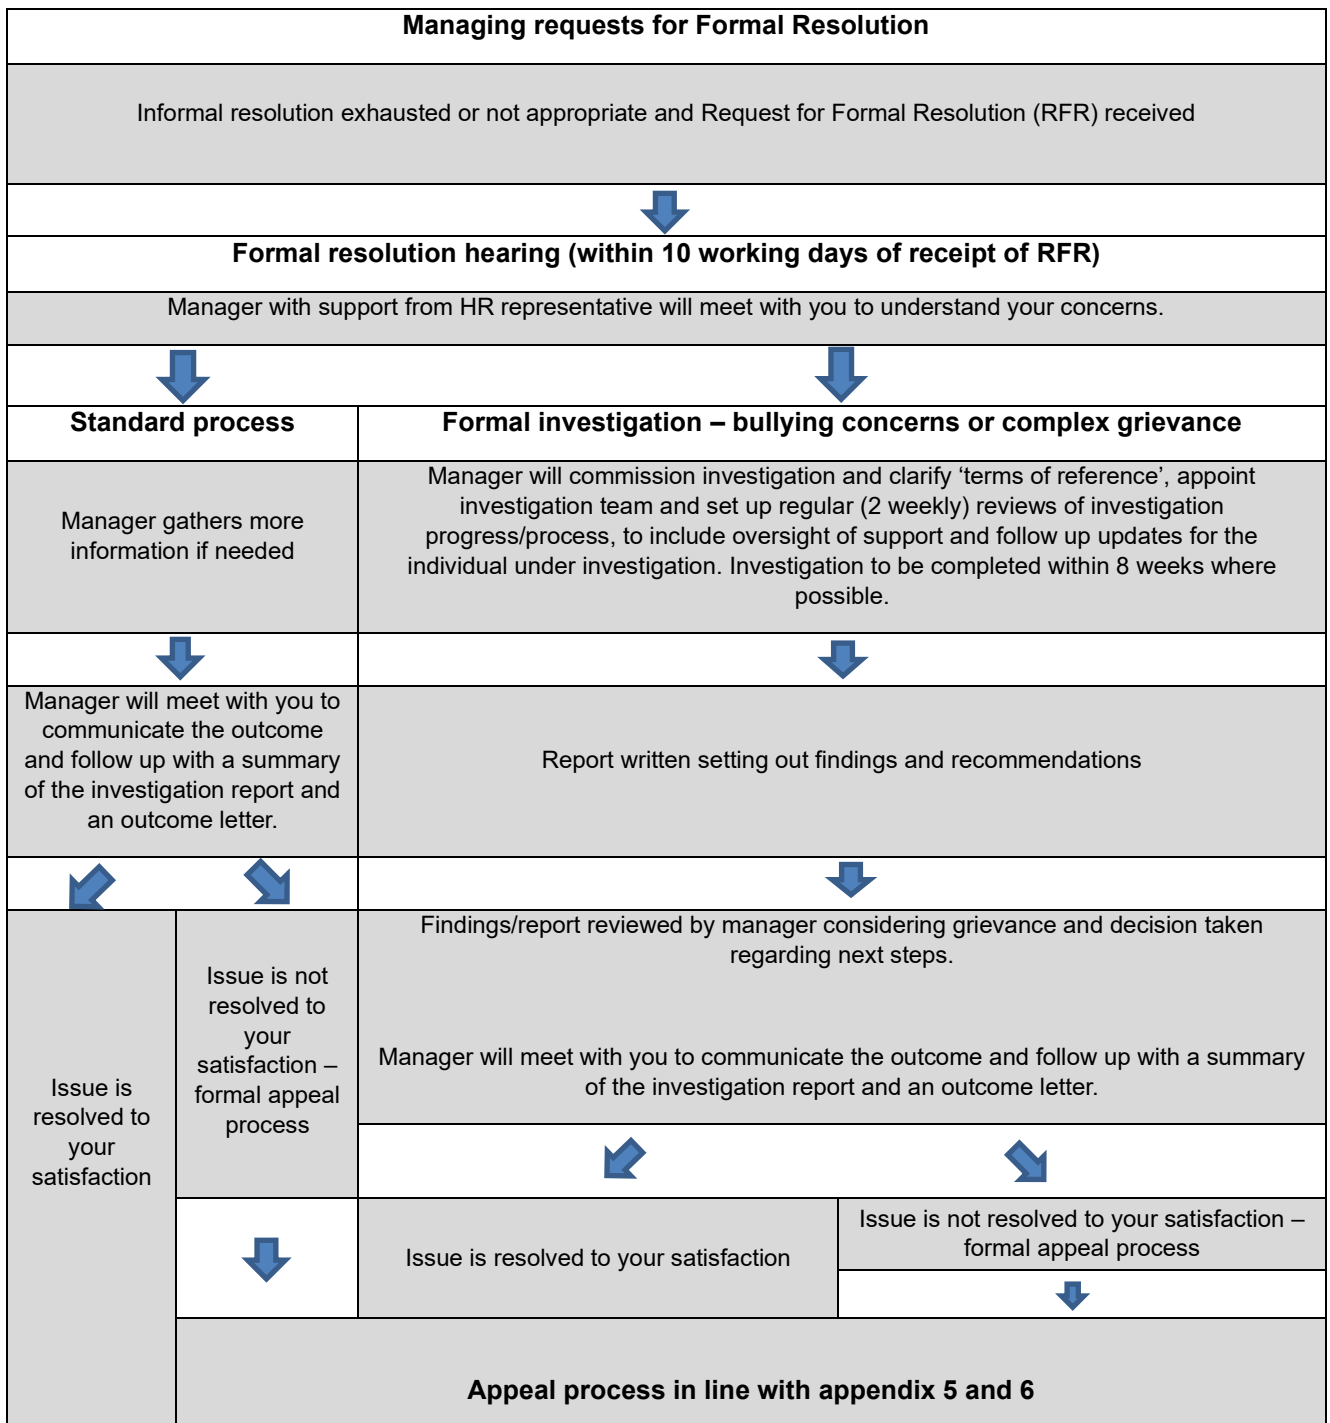 Managing requests for Formal Resolution
Informal resolution exhausted or not appropriate and Request for Formal Resolution (RFR) received
Formal resolution hearing (within 10 working days of receipt of RFR)
Manager with support from HR representative will meet with you to understand your concerns.
Standard process
Formal investigation – bullying concerns or complex grievance
Manager gathers more
information if needed
Manager will commission investigation and clarify ‘terms of reference’, appoint
investigation team and set up regular (2 weekly) reviews of investigation
progress/process, to include oversight of support and follow up updates for the
individual under investigation. Investigation to be completed within 8 weeks where
possible.
Manager will meet with you to
communicate the outcome
and follow up with a summary
of the investigation report and
an outcome letter.
Report written setting out findings and recommendations
Issue is
resolved to
your
satisfaction
Issue is not
resolved to
your
satisfaction –
formal appeal
process
Findings/report reviewed by manager considering grievance and decision taken
regarding next steps.
Manager will meet with you to communicate the outcome and follow up with a summary
of the investigation report and an outcome letter.
Issue is resolved to your satisfaction
Issue is not resolved to your satisfaction –
formal appeal process
Appeal process in line with appendix 5 and 6